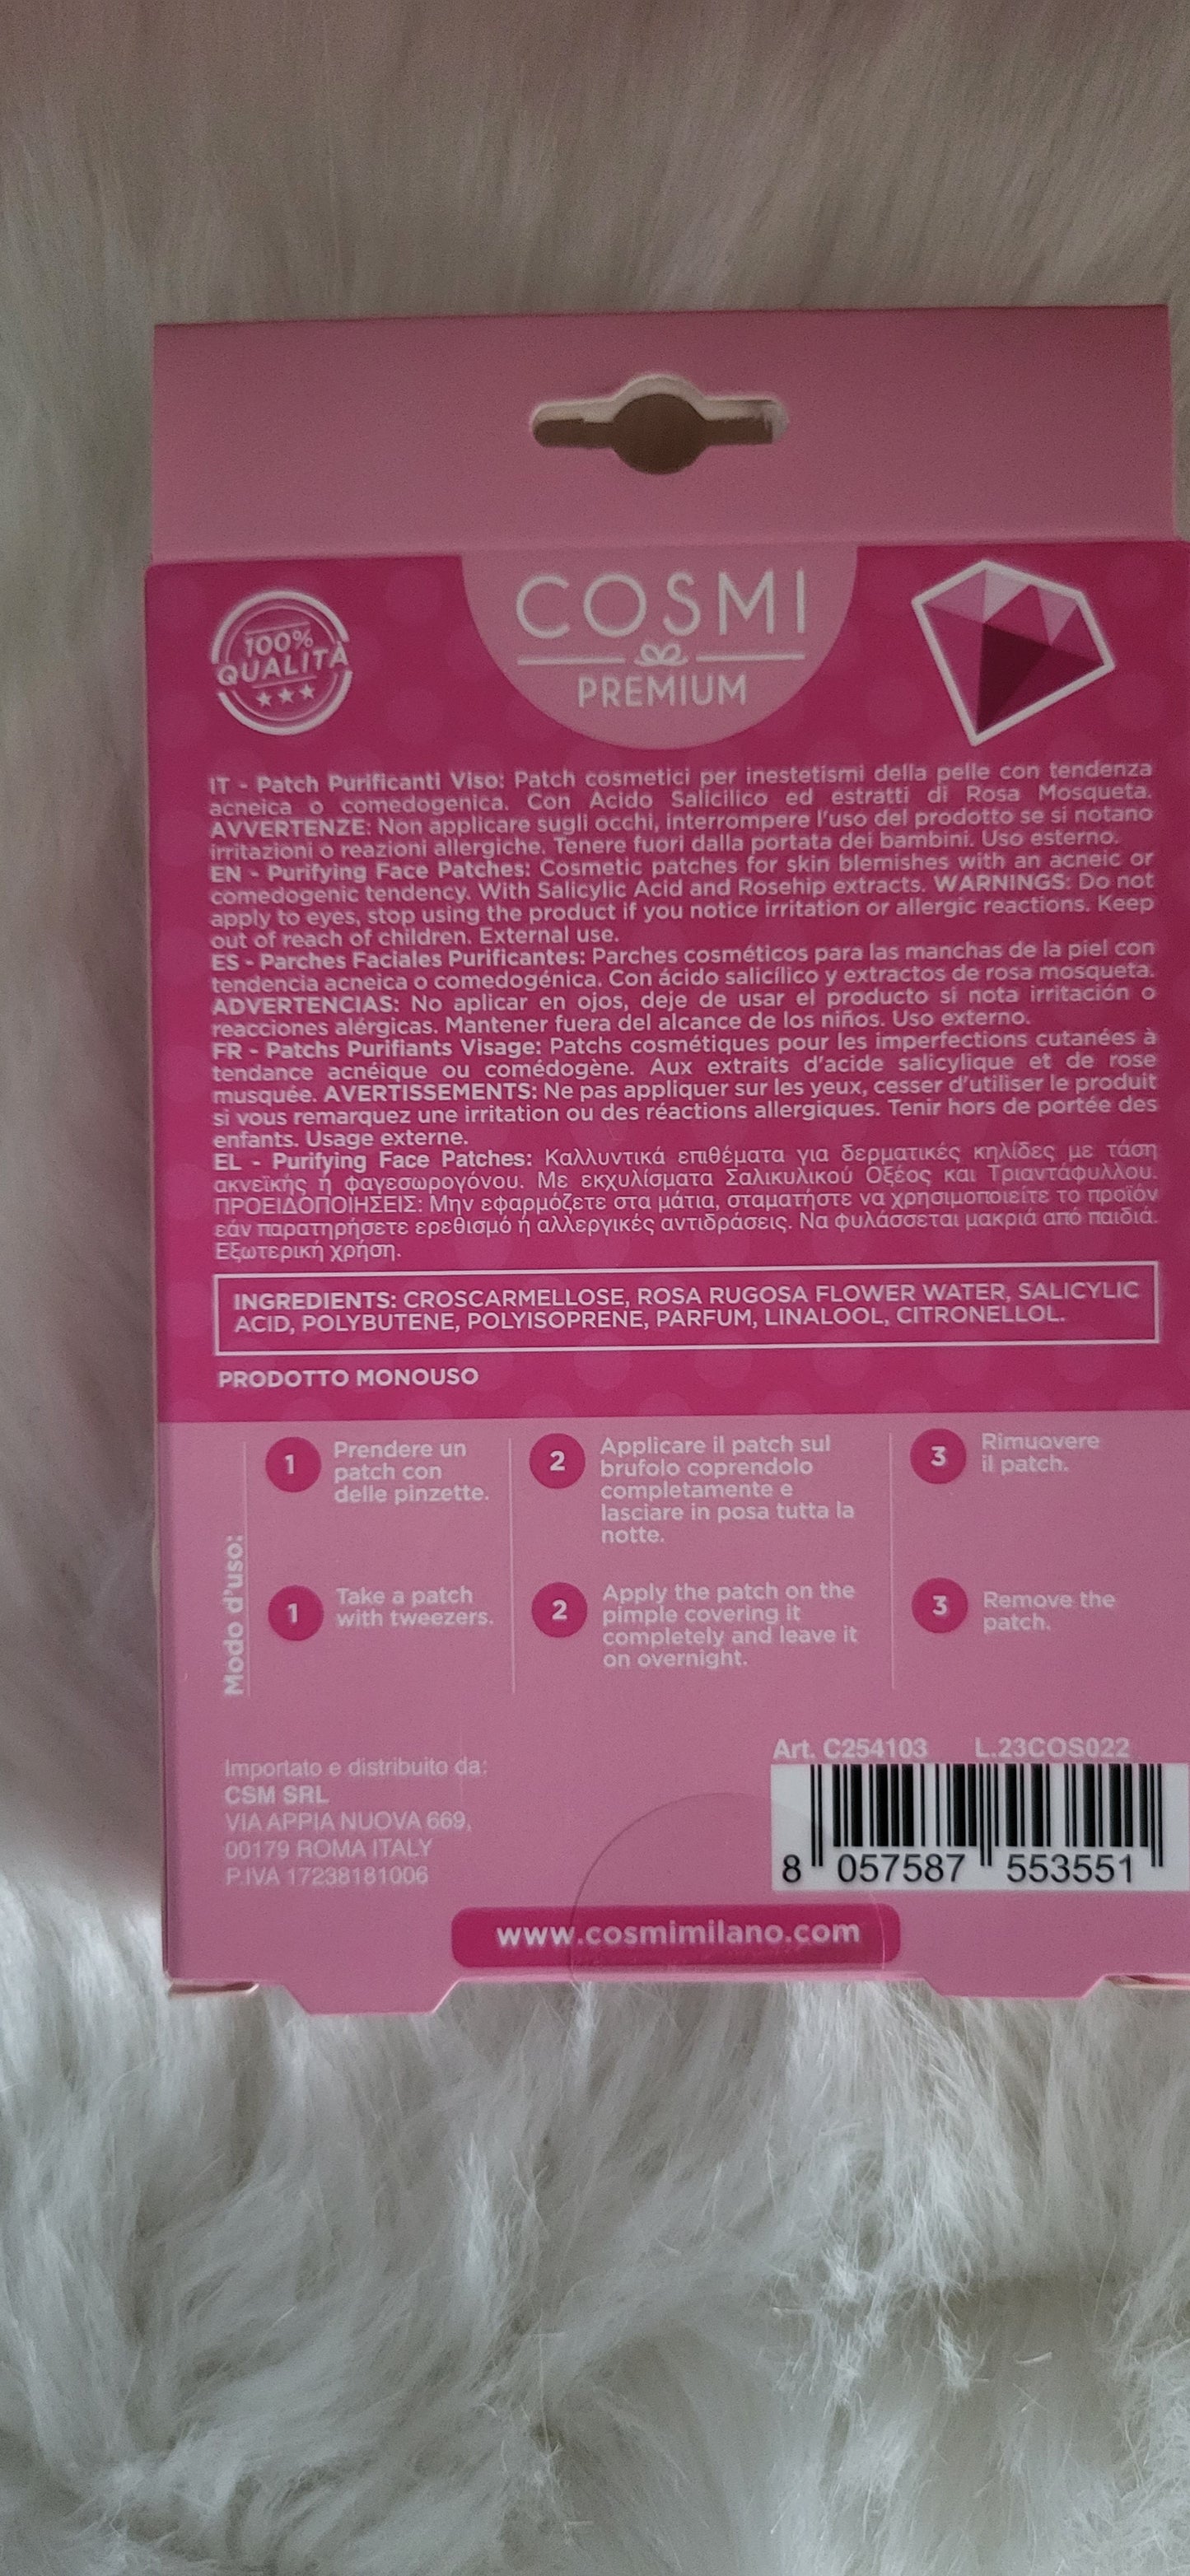 100%
QUALITÀ
COSMI
PREMIUM
IT - Patch Purificanti Viso: Patch cosmetici per inestetismi della pelle con tendenza
acneica o comedogenica. Con Acido Salicilico ed estratti di Rosa Mosqueta.
AVVERTENZE: Non applicare sugli occhi, interrompere l'uso del prodotto se si notano
irritazioni o reazioni allergiche. Tenere fuori dalla portata dei bambini. Uso esterno.
EN - Purifying Face Patches: Cosmetic patches for skin blemishes with an acneic or
comedogenic tendency. With Salicylic Acid and Rosehip extracts. WARNINGS: Do not
apply to eyes, stop using the product if you notice irritation or allergic reactions. Keep
out of reach of children. External use.
ES - Parches Faciales Purificantes: Parches cosméticos para las manchas de la piel con
tendencia acneica o comedogénica. Con ácido salicílico y extractos de rosa mosqueta.
ADVERTENCIAS: No aplicar en ojos, deje de usar el producto si nota irritación o
reacciones alérgicas. Mantener fuera del alcance de los niños. Uso externo.
FR - Patchs Purifiants Visage: Patchs cosmétiques pour les imperfections cutanées à
tendance acnéique ou comédogène. Aux extraits d'acide salicylique et de rose
musquée. AVERTISSEMENTS: Ne pas appliquer sur les yeux, cesser d'utiliser le produit
si vous remarquez une irritation ou des réactions allergiques. Tenir hors de portée des
enfants. Usage externe.
EL - Purifying Face Patches: Καλλυντικά επιθέματα για δερματικές κηλίδες με τάση
ακνεϊκής ή φαγεσωρογόνου. Με εκχυλίσματα Σαλικυλικού Οξέος και Τριαντάφυλλου.
ΠΡΟΕΙΔΟΠΟΙΗΣΕΙΣ: Μην εφαρμόζετε στα μάτια, σταματήστε να χρησιμοποιείτε το προϊόν
εάν παρατηρήσετε ερεθισμό ή αλλεργικές αντιδράσεις. Να φυλάσσεται μακριά από παιδιά.
Εξωτερική χρήση.
INGREDIENTS: CROSCARMELLOSE, ROSA RUGOSA FLOWER WATER, SALICYLIC
ACID, POLYBUTENE, POLYISOPRENE, PARFUM, LINALOOL, CITRONELLOL.
PRODOTTO MONOUSO
Modo d'uso:
1
Prendere un
patch con
delle pinzette.
2
Applicare il patch sul
brufolo coprendolo
completamente e
lasciare in posa tutta la
notte.
3
Rimuovere
il patch.
1
Take a patch
with tweezers.
2
Apply the patch on the
pimple covering it
completely and leave it
on overnight.
3
Remove the
patch.
Importato e distribuito da:
CSM SRL
VIA APPIA NUOVA 669,
00179 ROMA ITALY
P.IVA 17238181006
Art. C254103 L.23COS022
8 057587 553551
www.cosmimilano.com